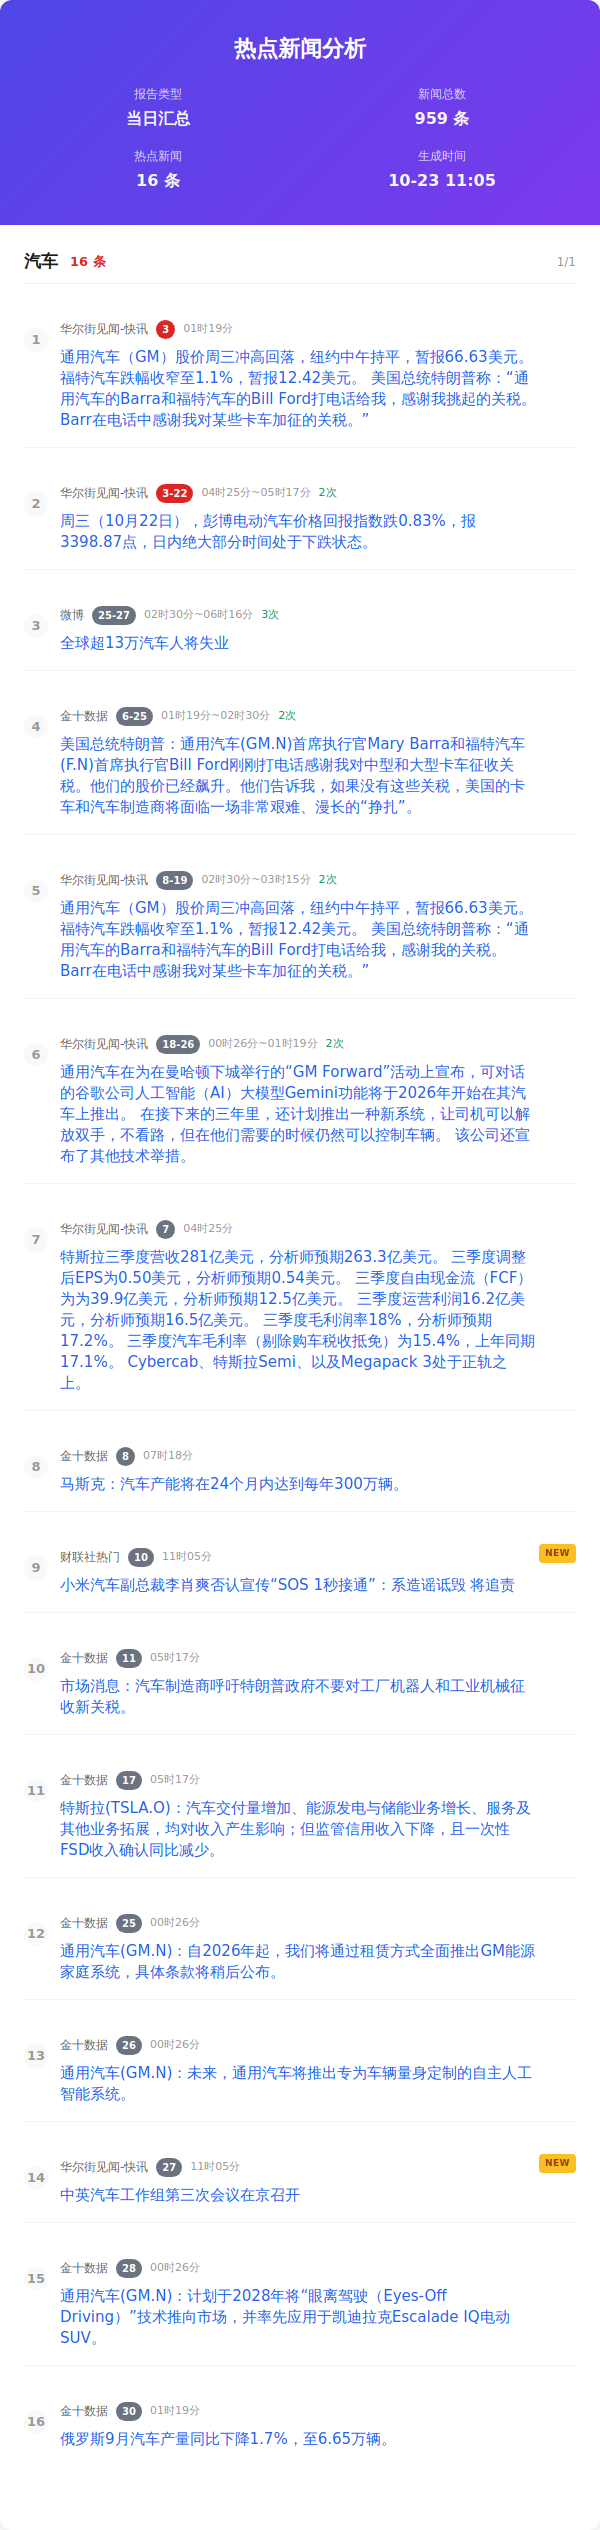 热点新闻分析
报告类型
新闻总数
当日汇总
959 条
热点新闻
生成时间
16 条
10-23 11:05
汽车 16 条 1/1
1
华尔街见闻-快讯 3 01时19分
通用汽车（GM）股价周三冲高回落，纽约中午持平，暂报66.63美元。
福特汽车跌幅收窄至1.1%，暂报12.42美元。 美国总统特朗普称：“通
用汽车的Barra和福特汽车的Bill Ford打电话给我，感谢我挑起的关税。
Barr在电话中感谢我对某些卡车加征的关税。”
2
华尔街见闻-快讯 3-22 04时25分~05时17分 2次
周三（10月22日），彭博电动汽车价格回报指数跌0.83%，报
3398.87点，日内绝大部分时间处于下跌状态。
3
微博 25-27 02时30分~06时16分 3次
全球超13万汽车人将失业
4
金十数据 6-25 01时19分~02时30分 2次
美国总统特朗普：通用汽车(GM.N)首席执行官Mary Barra和福特汽车
(F.N)首席执行官Bill Ford刚刚打电话感谢我对中型和大型卡车征收关
税。他们的股价已经飙升。他们告诉我，如果没有这些关税，美国的卡
车和汽车制造商将面临一场非常艰难、漫长的“挣扎”。
5
华尔街见闻-快讯 8-19 02时30分~03时15分 2次
通用汽车（GM）股价周三冲高回落，纽约中午持平，暂报66.63美元。
福特汽车跌幅收窄至1.1%，暂报12.42美元。 美国总统特朗普称：“通
用汽车的Barra和福特汽车的Bill Ford打电话给我，感谢我的关税。
Barr在电话中感谢我对某些卡车加征的关税。”
6
华尔街见闻-快讯 18-26 00时26分~01时19分 2次
通用汽车在为在曼哈顿下城举行的“GM Forward”活动上宣布，可对话
的谷歌公司人工智能（AI）大模型Gemini功能将于2026年开始在其汽
车上推出。 在接下来的三年里，还计划推出一种新系统，让司机可以解
放双手，不看路，但在他们需要的时候仍然可以控制车辆。 该公司还宣
布了其他技术举措。
7
华尔街见闻-快讯 7 04时25分
特斯拉三季度营收281亿美元，分析师预期263.3亿美元。 三季度调整
后EPS为0.50美元，分析师预期0.54美元。 三季度自由现金流（FCF）
为为39.9亿美元，分析师预期12.5亿美元。 三季度运营利润16.2亿美
元，分析师预期16.5亿美元。 三季度毛利润率18%，分析师预期
17.2%。 三季度汽车毛利率（剔除购车税收抵免）为15.4%，上年同期
17.1%。 Cybercab、特斯拉Semi、以及Megapack 3处于正轨之
上。
8
金十数据 8 07时18分
马斯克：汽车产能将在24个月内达到每年300万辆。
9
财联社热门 10 11时05分 NEW
小米汽车副总裁李肖爽否认宣传“SOS 1秒接通”：系造谣诋毁 将追责
10
金十数据 11 05时17分
市场消息：汽车制造商呼吁特朗普政府不要对工厂机器人和工业机械征
收新关税。
11
金十数据 17 05时17分
特斯拉(TSLA.O)：汽车交付量增加、能源发电与储能业务增长、服务及
其他业务拓展，均对收入产生影响；但监管信用收入下降，且一次性
FSD收入确认同比减少。
12
金十数据 25 00时26分
通用汽车(GM.N)：自2026年起，我们将通过租赁方式全面推出GM能源
家庭系统，具体条款将稍后公布。
13
金十数据 26 00时26分
通用汽车(GM.N)：未来，通用汽车将推出专为车辆量身定制的自主人工
智能系统。
14
华尔街见闻-快讯 27 11时05分 NEW
中英汽车工作组第三次会议在京召开
15
金十数据 28 00时26分
通用汽车(GM.N)：计划于2028年将“眼离驾驶（Eyes-Off
Driving）”技术推向市场，并率先应用于凯迪拉克Escalade IQ电动
SUV。
16
金十数据 30 01时19分
俄罗斯9月汽车产量同比下降1.7%，至6.65万辆。